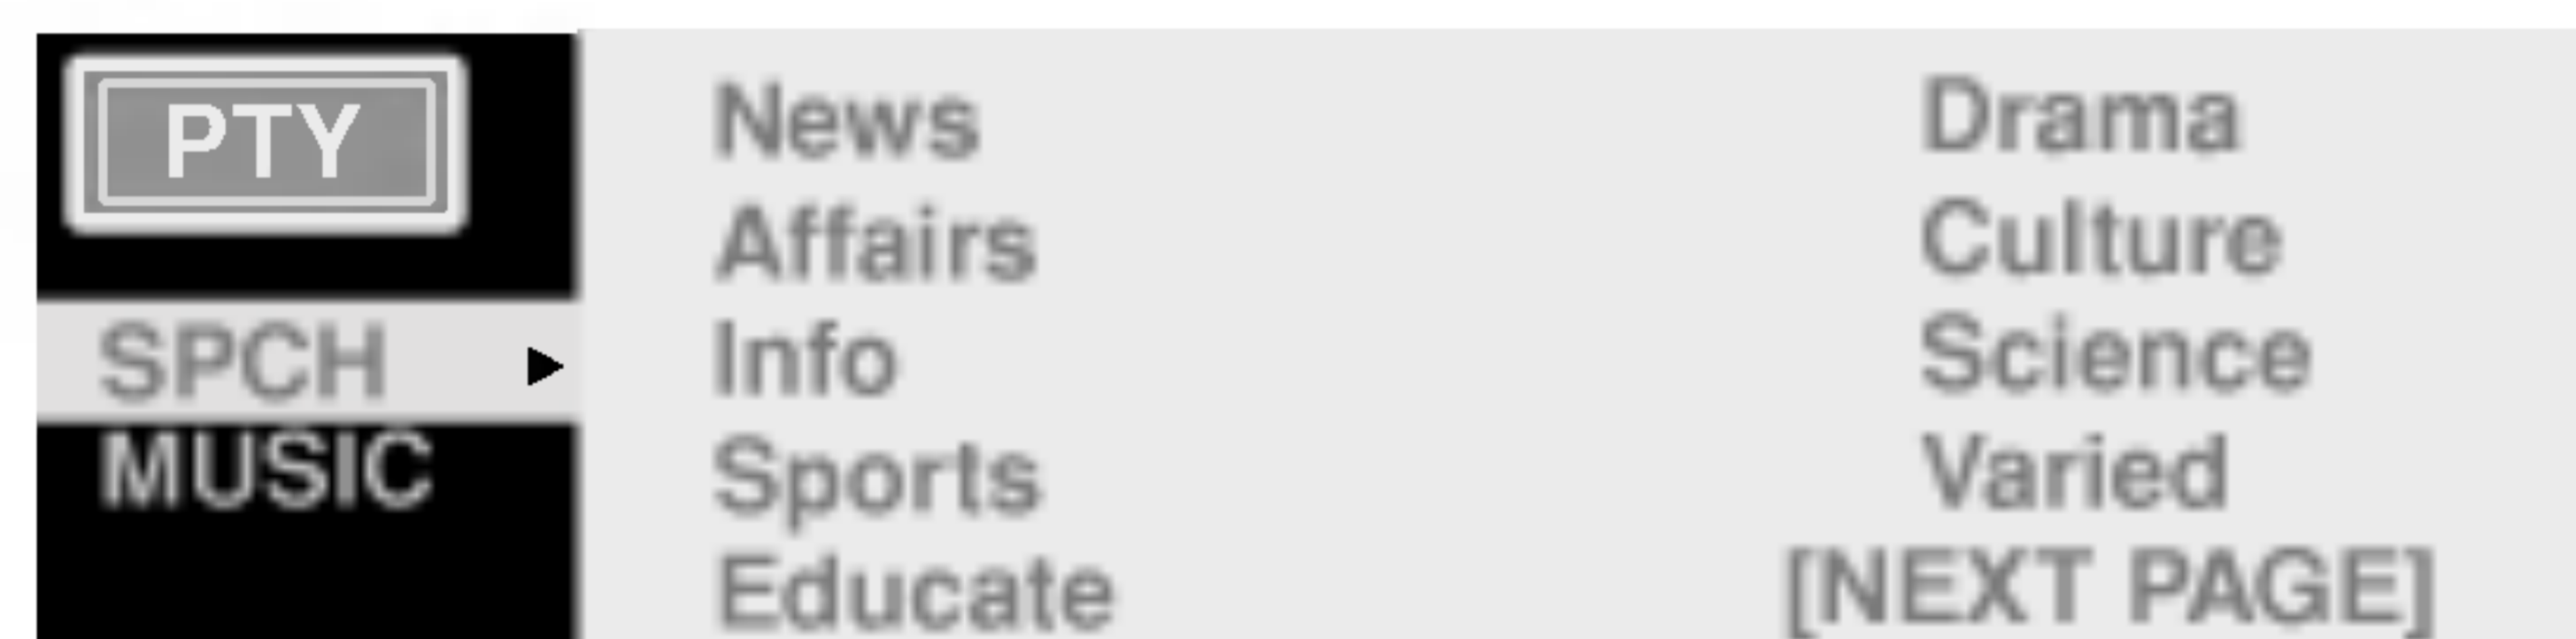 PTY
SPCH
MUSIC
News
Affairs
Info
Sports
Educate
Drama
Culture
Science
Varied
[NEXT PAGE]